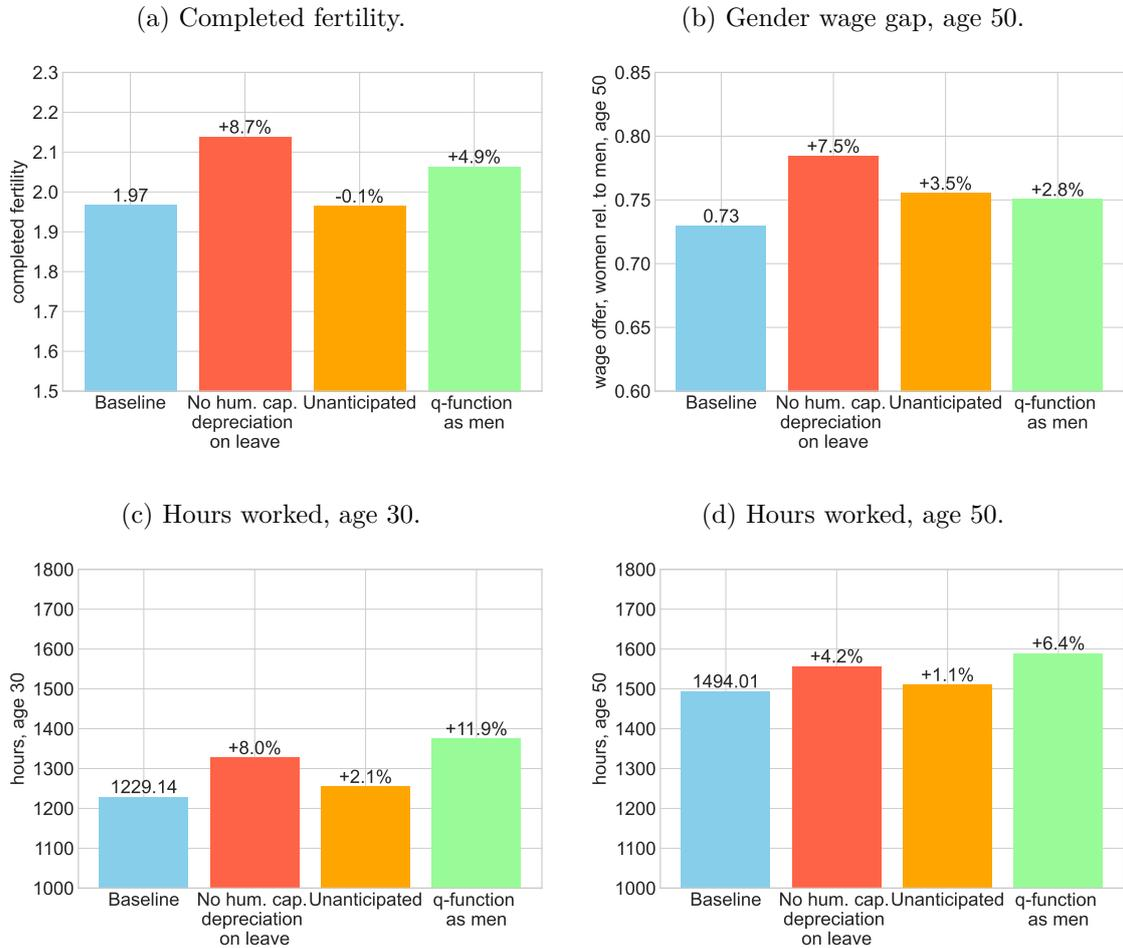 (a) Completed fertility.
completed fertility
2.3
2.2
2.1
2.0
1.9
1.8
1.7
1.6
1.5
1.97
+8.7%
-0.1%
+4.9%
Baseline
No hum. cap.
depreciation
on leave
Unanticipated
q-function
as men
(b) Gender wage gap, age 50.
wage offer, women rel. to men, age 50
0.85
0.80
0.75
0.70
0.65
0.60
0.73
+7.5%
+3.5%
+2.8%
Baseline
No hum. cap.
depreciation
on leave
Unanticipated
q-function
as men
(c) Hours worked, age 30.
hours, age 30
1800
1700
1600
1500
1400
1300
1200
1100
1000
1229.14
+8.0%
+2.1%
+11.9%
Baseline
No hum. cap.
depreciation
on leave
Unanticipated
q-function
as men
(d) Hours worked, age 50.
hours, age 50
1800
1700
1600
1500
1400
1300
1200
1100
1000
1494.01
+4.2%
+1.1%
+6.4%
Baseline
No hum. cap.
depreciation
on leave
Unanticipated
q-function
as men